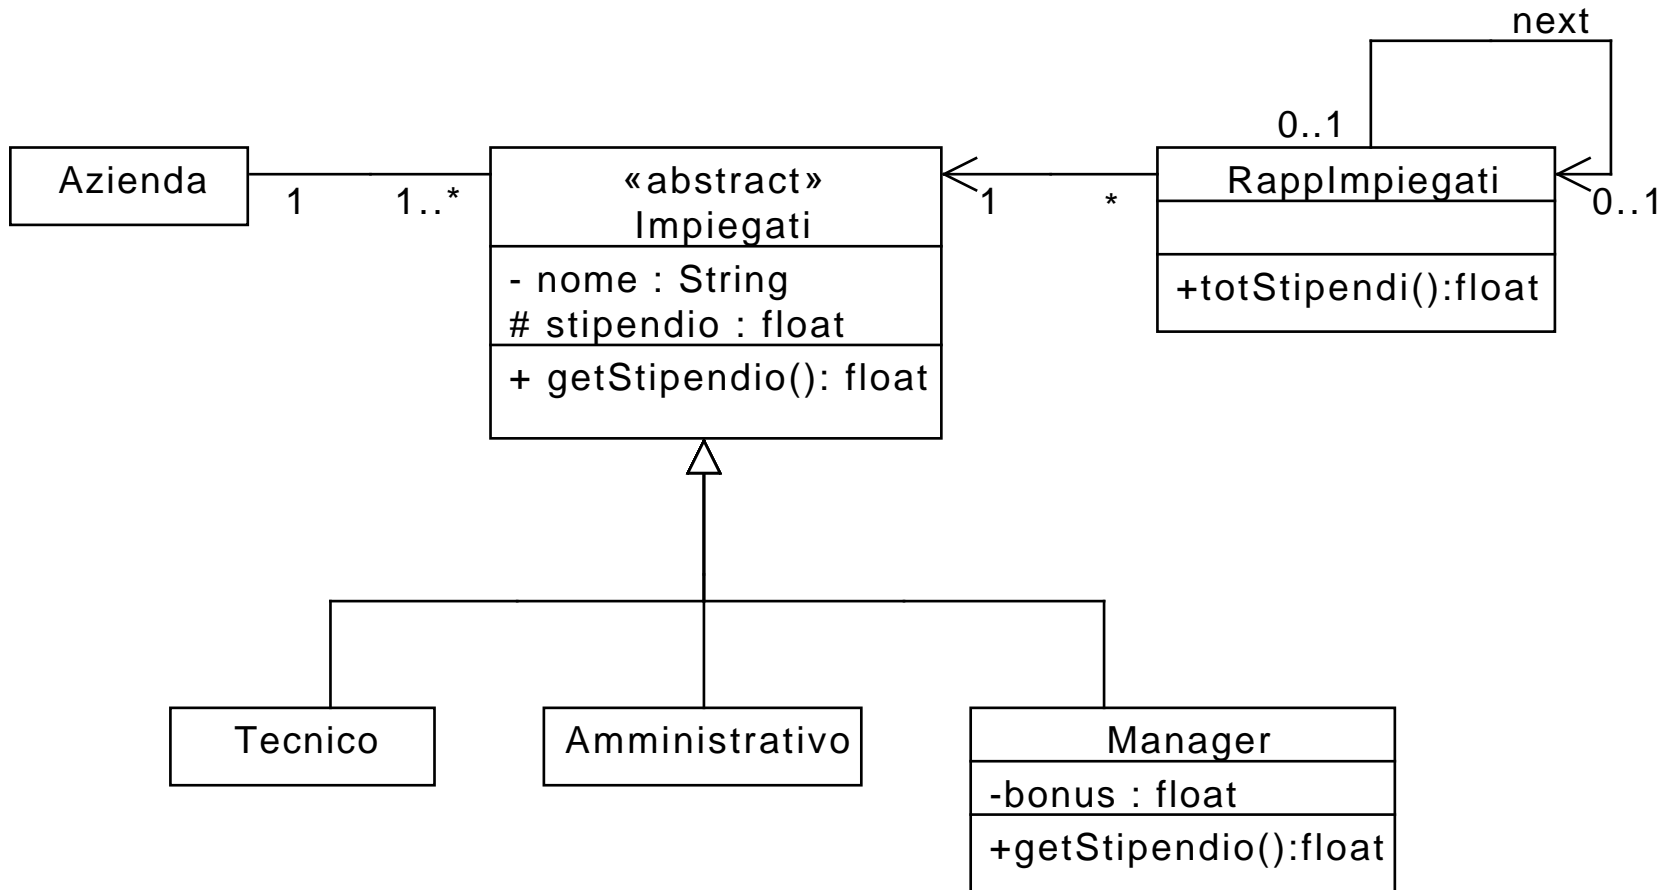 next
0..1
Azienda
1
1..*
«abstract»
Impiegati
- nome : String
# stipendio : float
+ getStipendio(): float
1
*
RappImpiegati
0..1
+totStipendi():float
Tecnico
Amministrativo
Manager
-bonus : float
+getStipendio():float